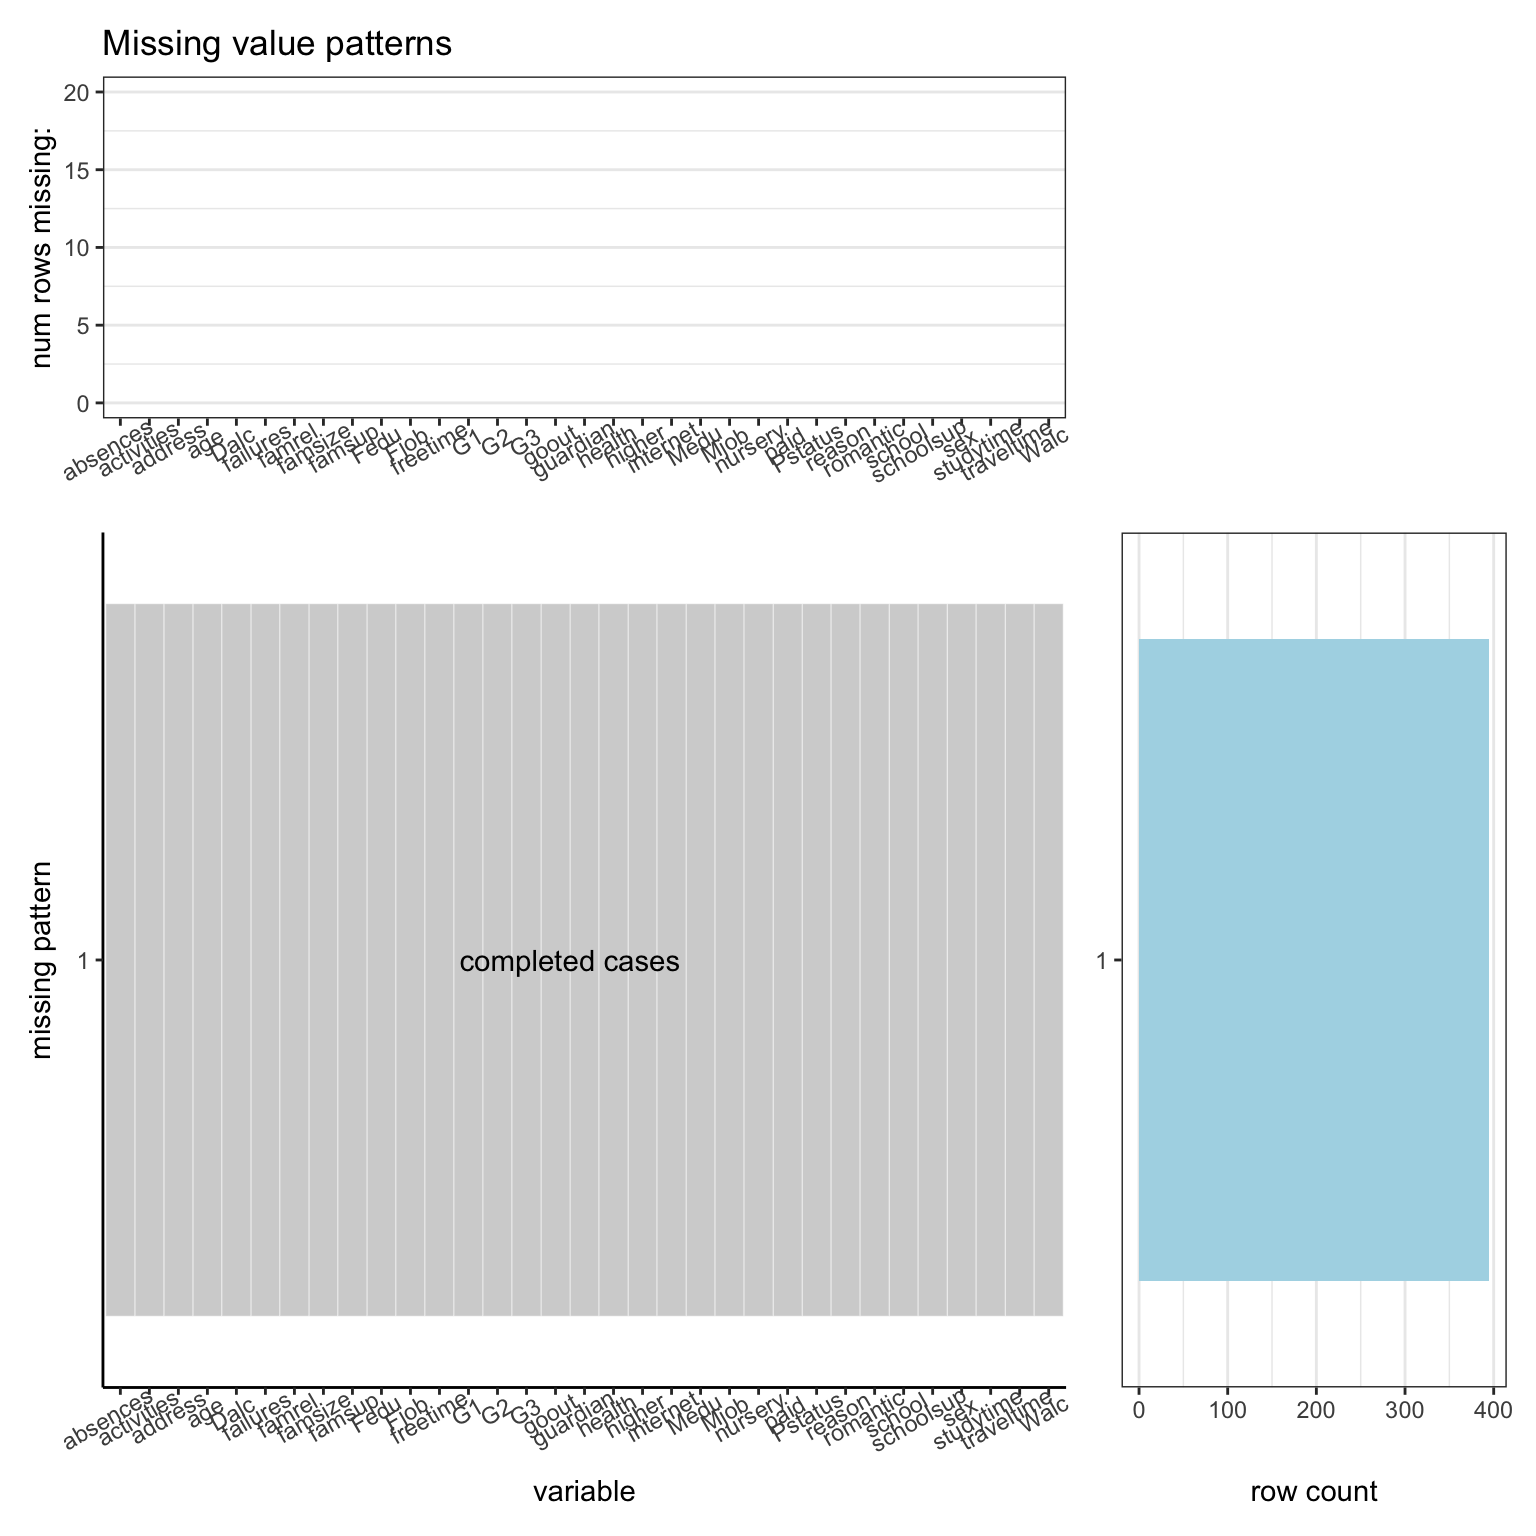 Missing value patterns
num rows missing:
20
15
10
5
0
absences activities address age Dalc failures famrel famsize famsup Fedu Fjob freetime G1 G2 G3 goout guardian health higher internet Medu Mjob nursery paid Pstatus reason romantic school schoolsup sex studytime traveltime Walc
missing pattern
1
completed cases
absences activities address age Dalc failures famrel famsize famsup Fedu Fjob freetime G1 G2 G3 goout guardian health higher internet Medu Mjob nursery paid Pstatus reason romantic school schoolsup sex studytime traveltime Walc
variable
1
0 100 200 300 400
row count